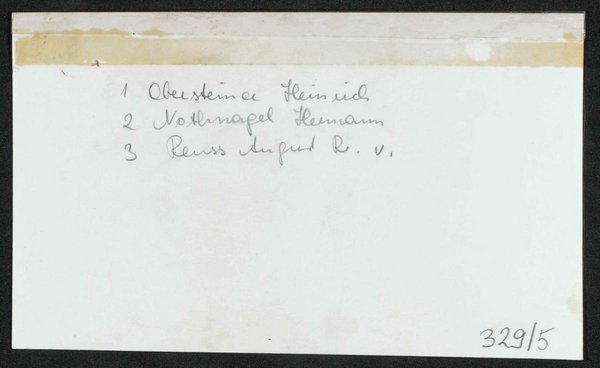 1 Obersteiner Heinrich
2 Nothnagel Hermann
3 Reuss August R. v.
329/5